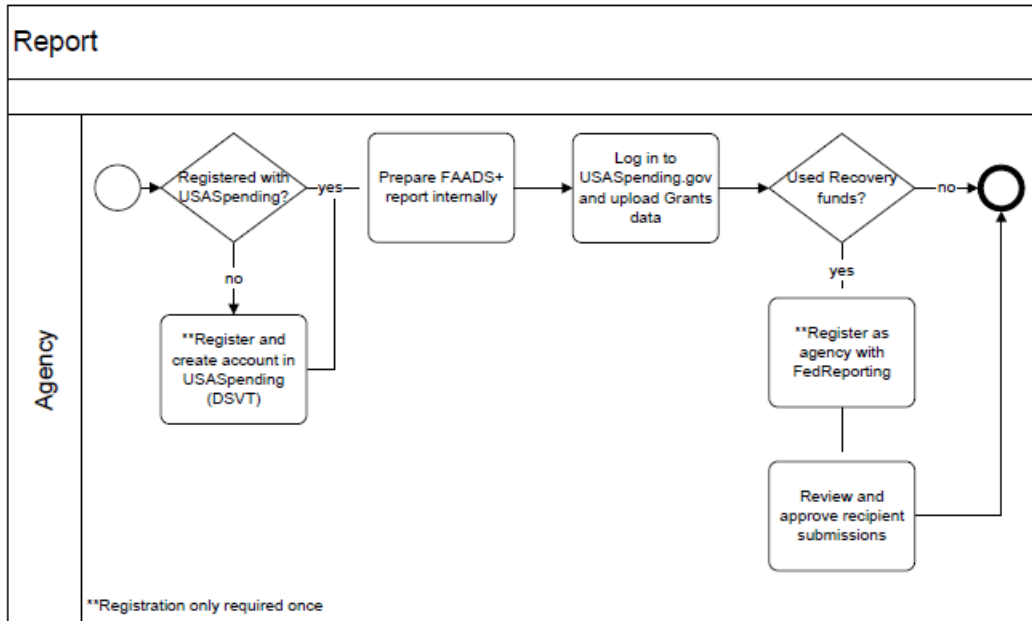 Report
Agency
Registered with
USASpending?
yes
no
**Register and
create account in
USASpending
(DSVT)
Prepare FAADS+
report internally
Log in to
USASpending.gov
and upload Grants
data
Used Recovery
funds?
no
yes
**Register as
agency with
FedReporting
Review and
approve recipient
submissions
**Registration only required once